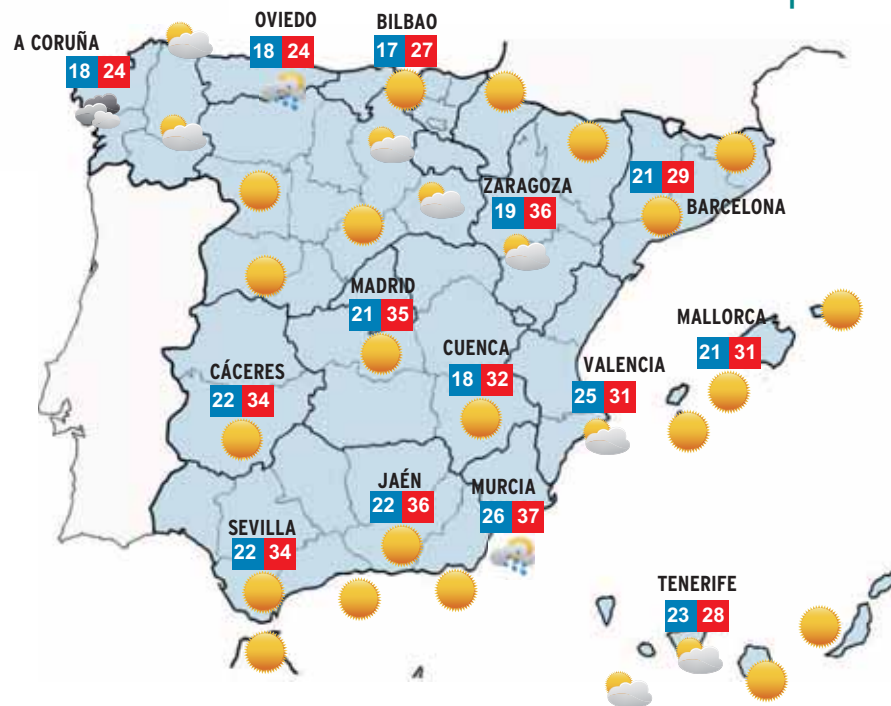 OVIEDO
18 24
BILBAO
17 27
A CORUÑA
18 24
ZARAGOZA
19 36
21 29
BARCELONA
MADRID
21 35
MALLORCA
21 31
CUENCA
18 32
VALENCIA
25 31
CÁCERES
22 34
JAÉN
22 36
MURCIA
26 37
SEVILLA
22 34
TENERIFE
23 28